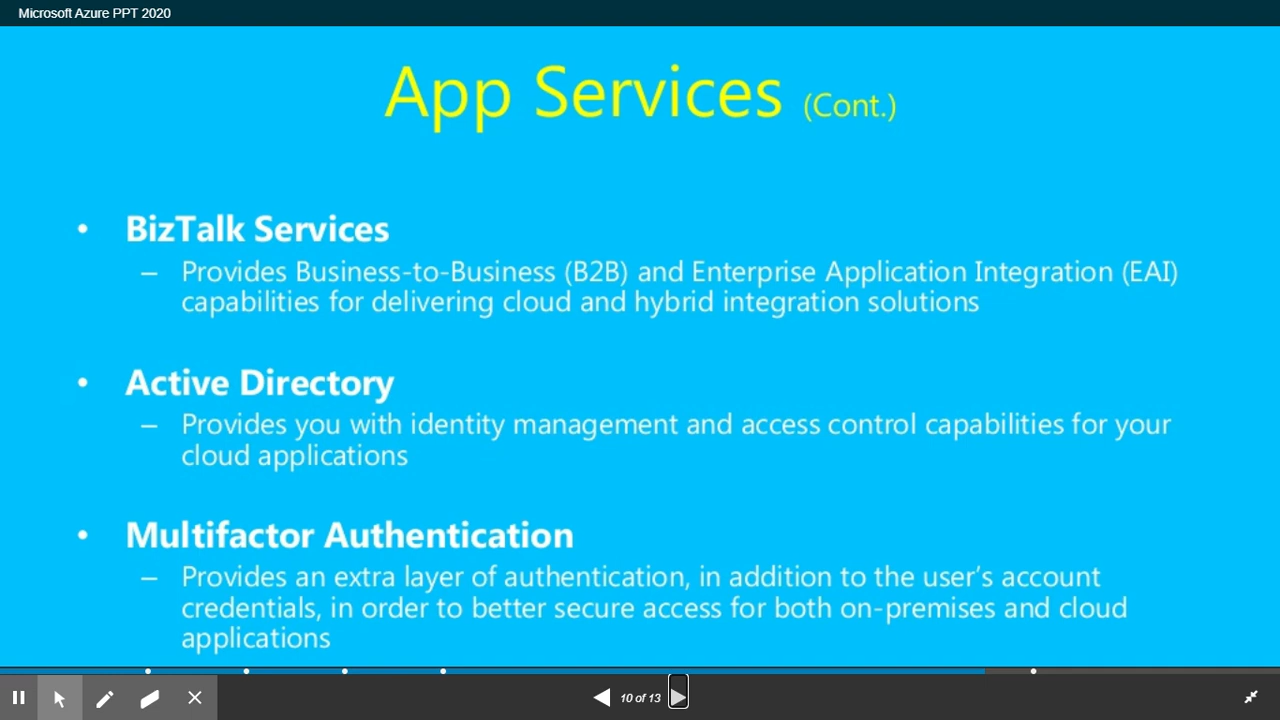 Microsoft Azure PPT 2020
App Services (Cont.)
• BizTalk Services
– Provides Business-to-Business (B2B) and Enterprise Application Integration (EAI)
capabilities for delivering cloud and hybrid integration solutions
• Active Directory
– Provides you with identity management and access control capabilities for your
cloud applications
• Multifactor Authentication
– Provides an extra layer of authentication, in addition to the user's account
credentials, in order to better secure access for both on-premises and cloud
applications
10 of 13